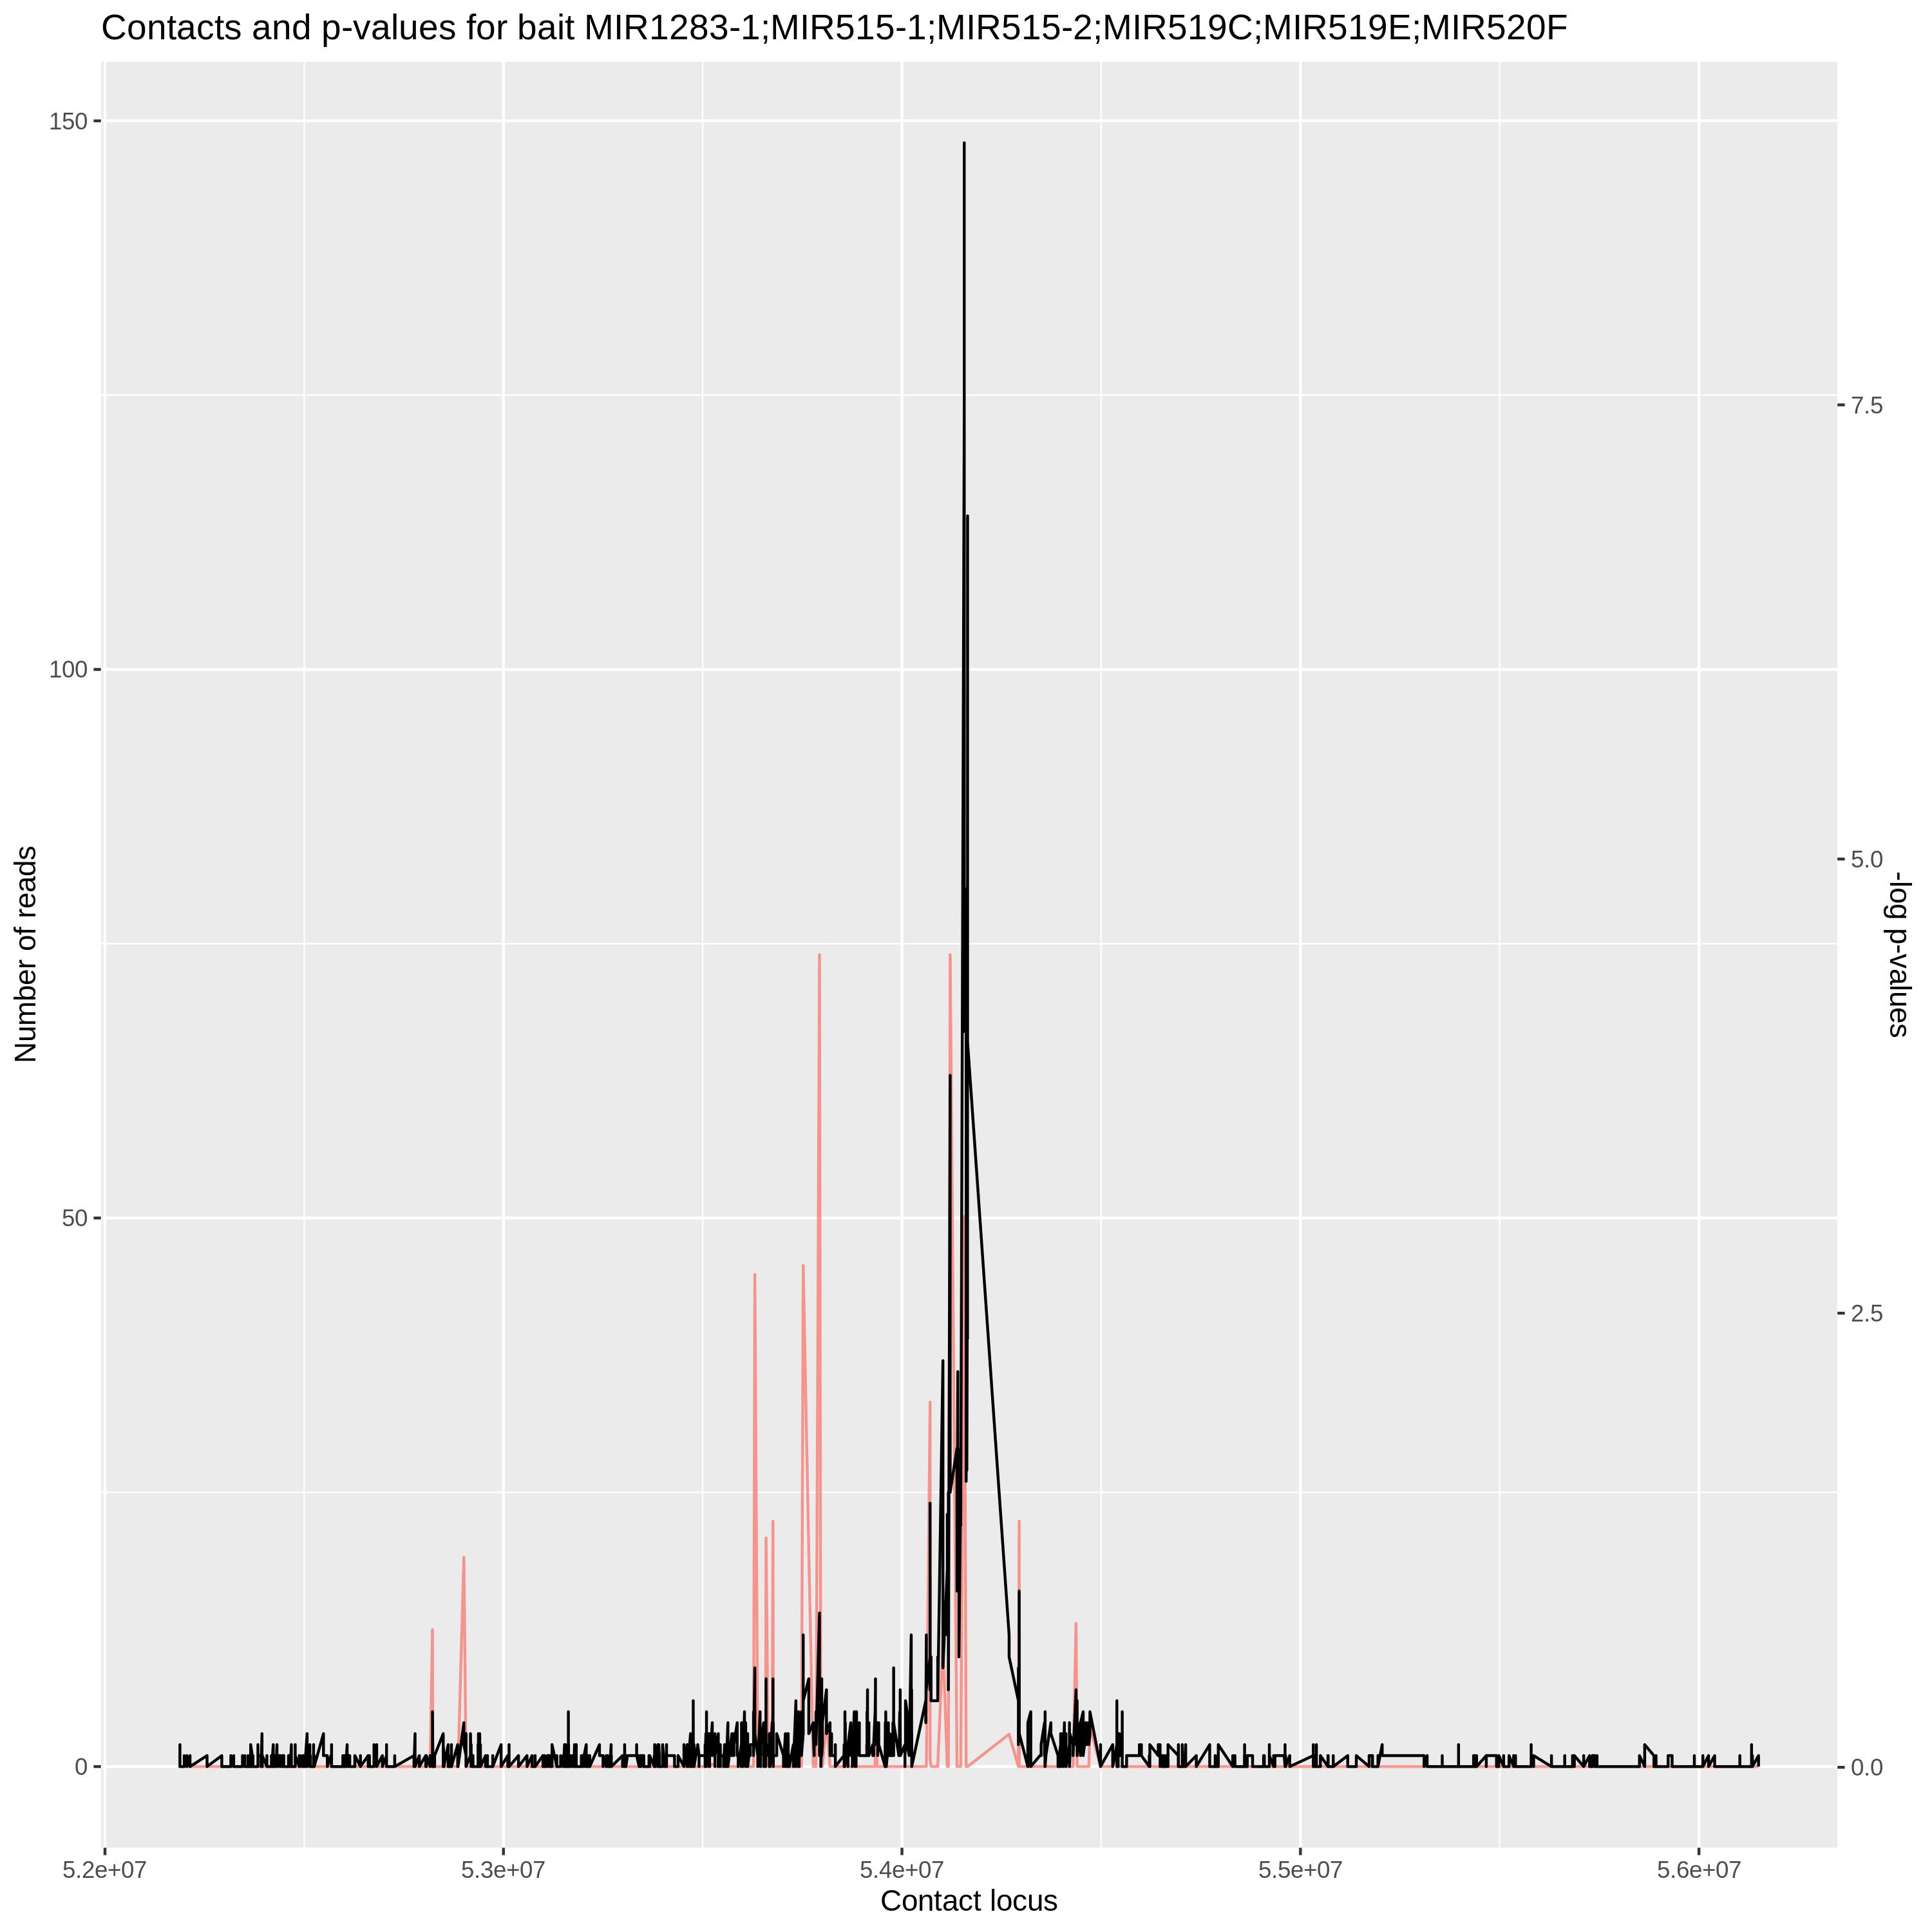 Contacts and p-values for bait MIR1283-1;MIR515-1;MIR515-2;MIR519C;MIR519E;MIR520F
150
100
50
0
Number of reads
7.5
5.0
2.5
0.0
-log p-values
5.2e+07 5.3e+07 5.4e+07 5.5e+07 5.6e+07
Contact locus